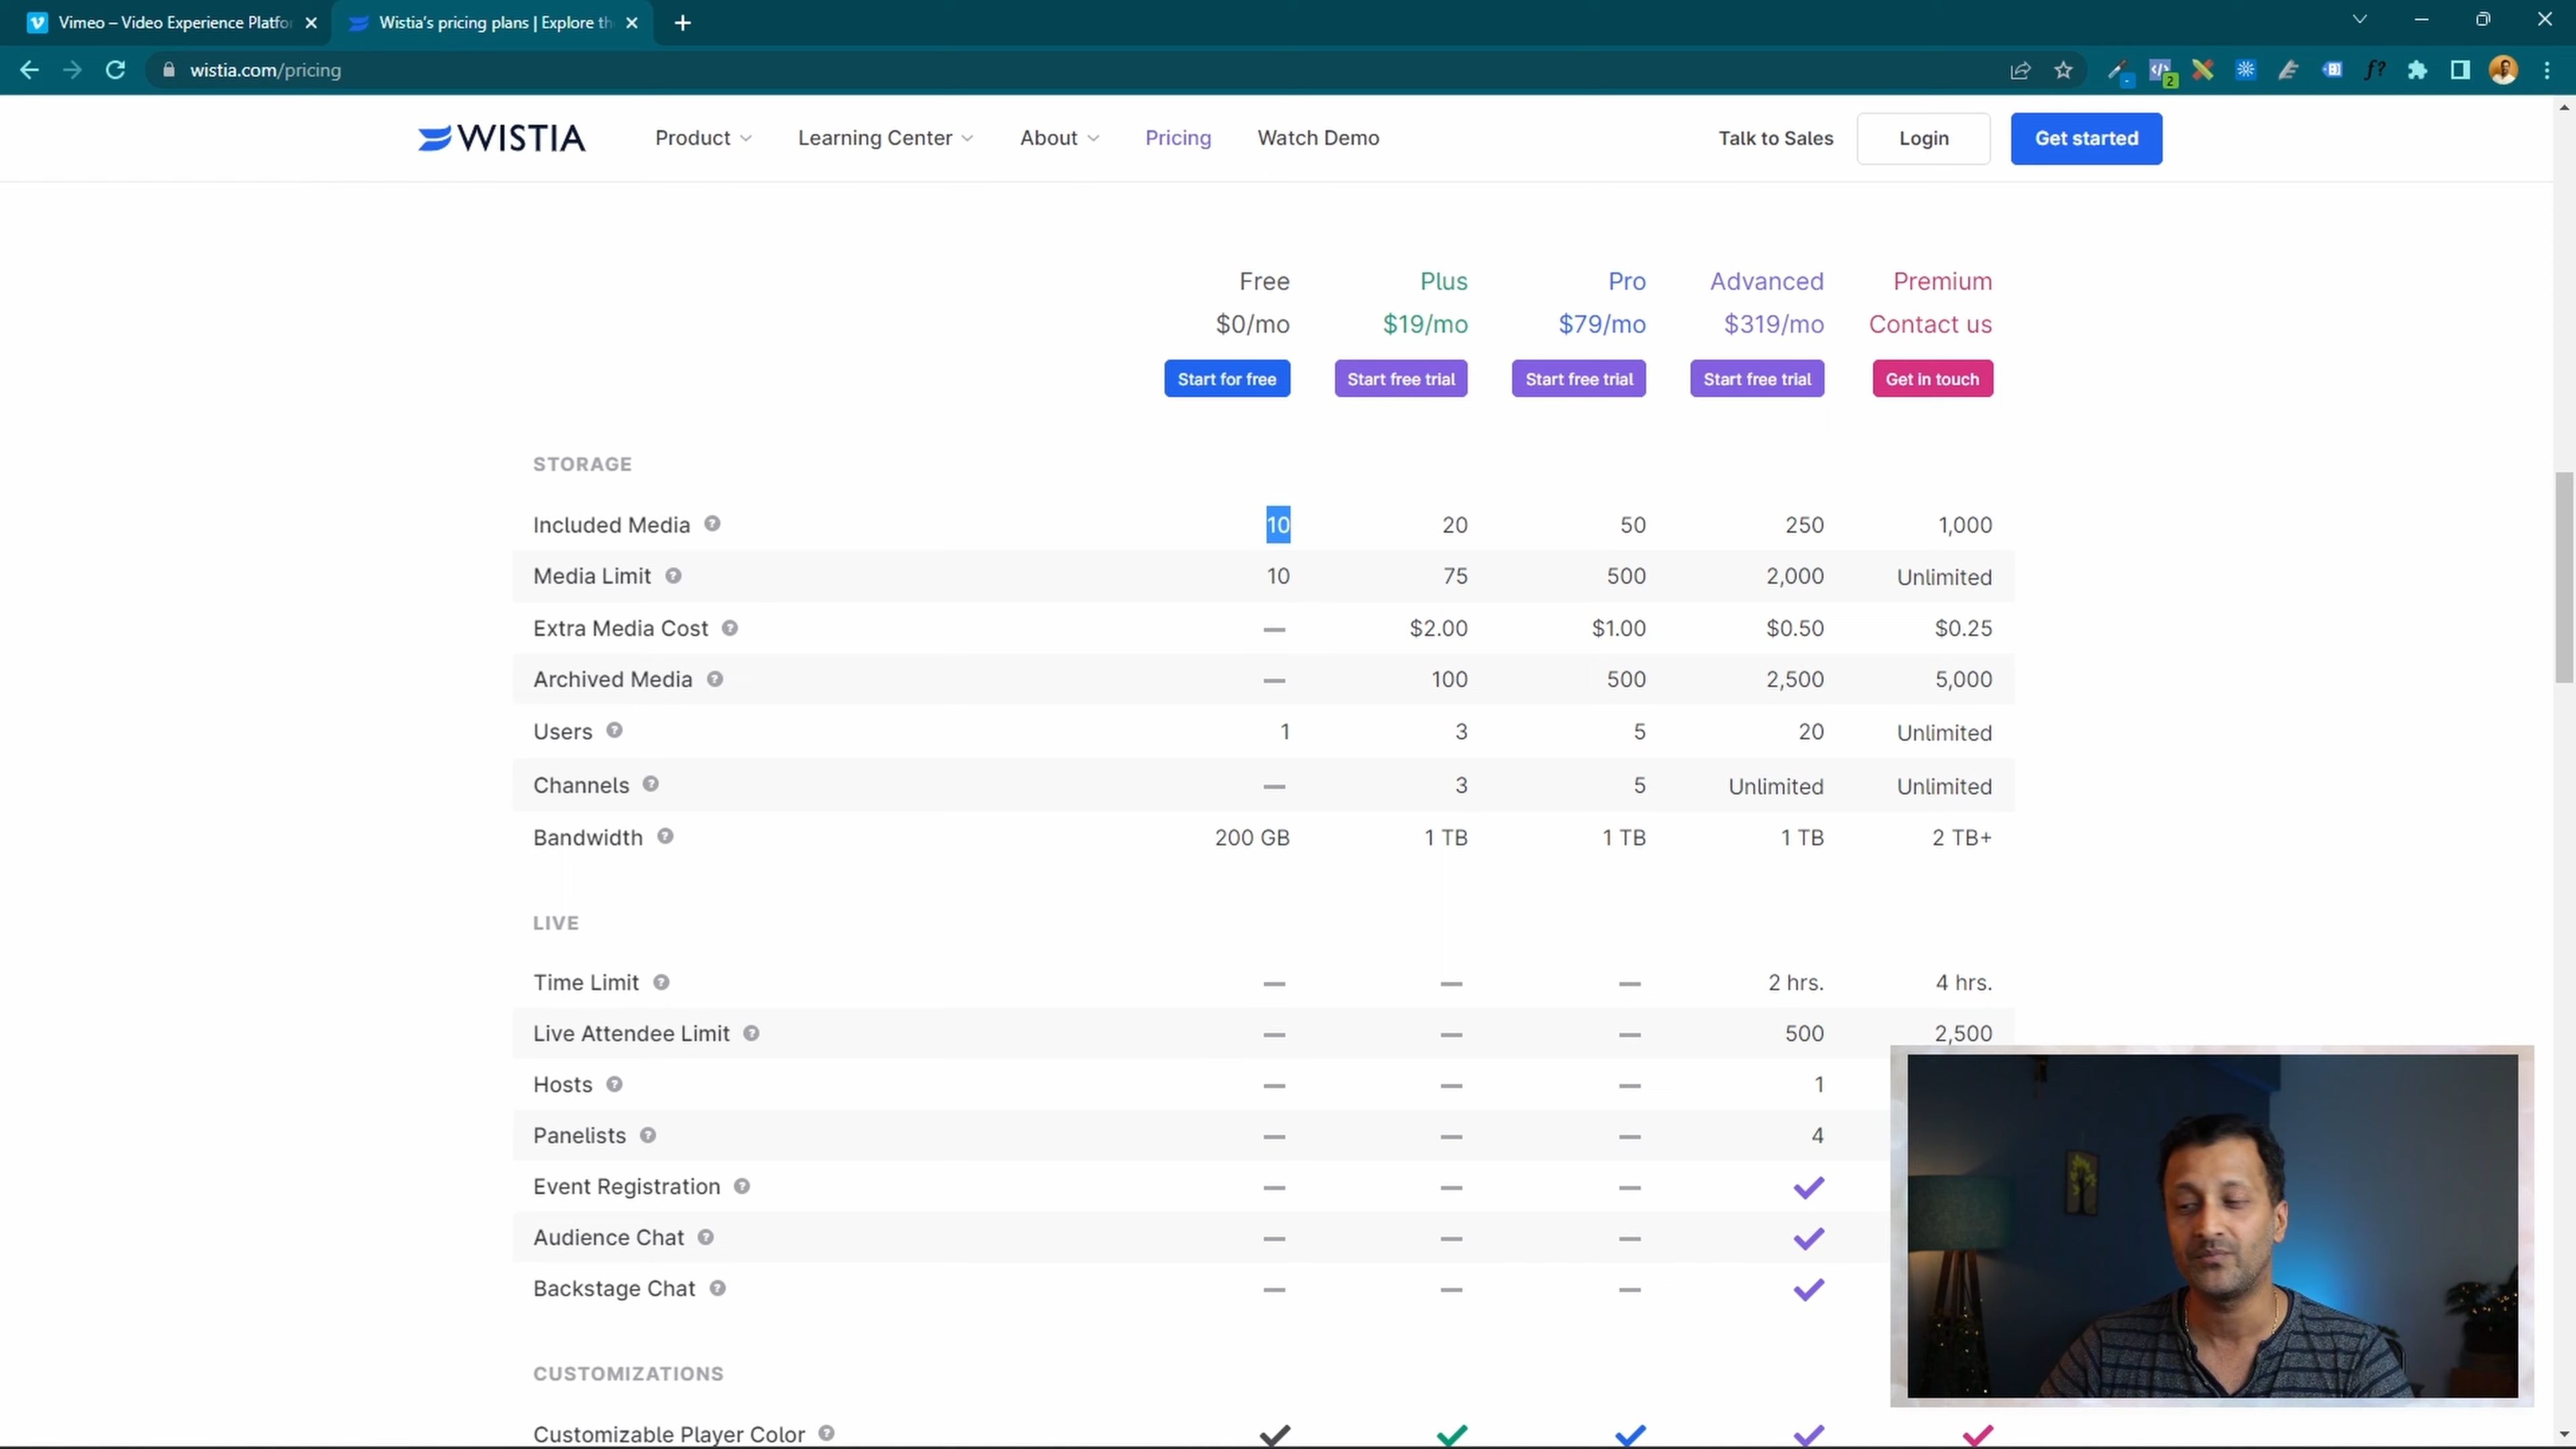 Vimeo – Video Experience Platfo
Wistia's pricing plans | Explore th
wistia.com/pricing
2
f?
WISTIA
Product
Learning Center
About
Pricing
Watch Demo
Talk to Sales
Login
Get started
Free Plus Pro Advanced Premium
$0/mo $19/mo $79/mo $319/mo Contact us
Start for free Start free trial Start free trial Start free trial Get in touch
STORAGE
Included Media ? 10 20 50 250 1,000
Media Limit ? 10 75 500 2,000 Unlimited
Extra Media Cost ? — $2.00 $1.00 $0.50 $0.25
Archived Media ? — 100 500 2,500 5,000
Users ? 1 3 5 20 Unlimited
Channels ? — 3 5 Unlimited Unlimited
Bandwidth ? 200 GB 1 TB 1 TB 1 TB 2 TB+
LIVE
Time Limit ? — — — 2 hrs. 4 hrs.
Live Attendee Limit ? — — — 500 2,500
Hosts ? — — — 1
Panelists ? — — — 4
Event Registration ? — — —
Audience Chat ? — — —
Backstage Chat ? — — —
CUSTOMIZATIONS
Customizable Player Color ?